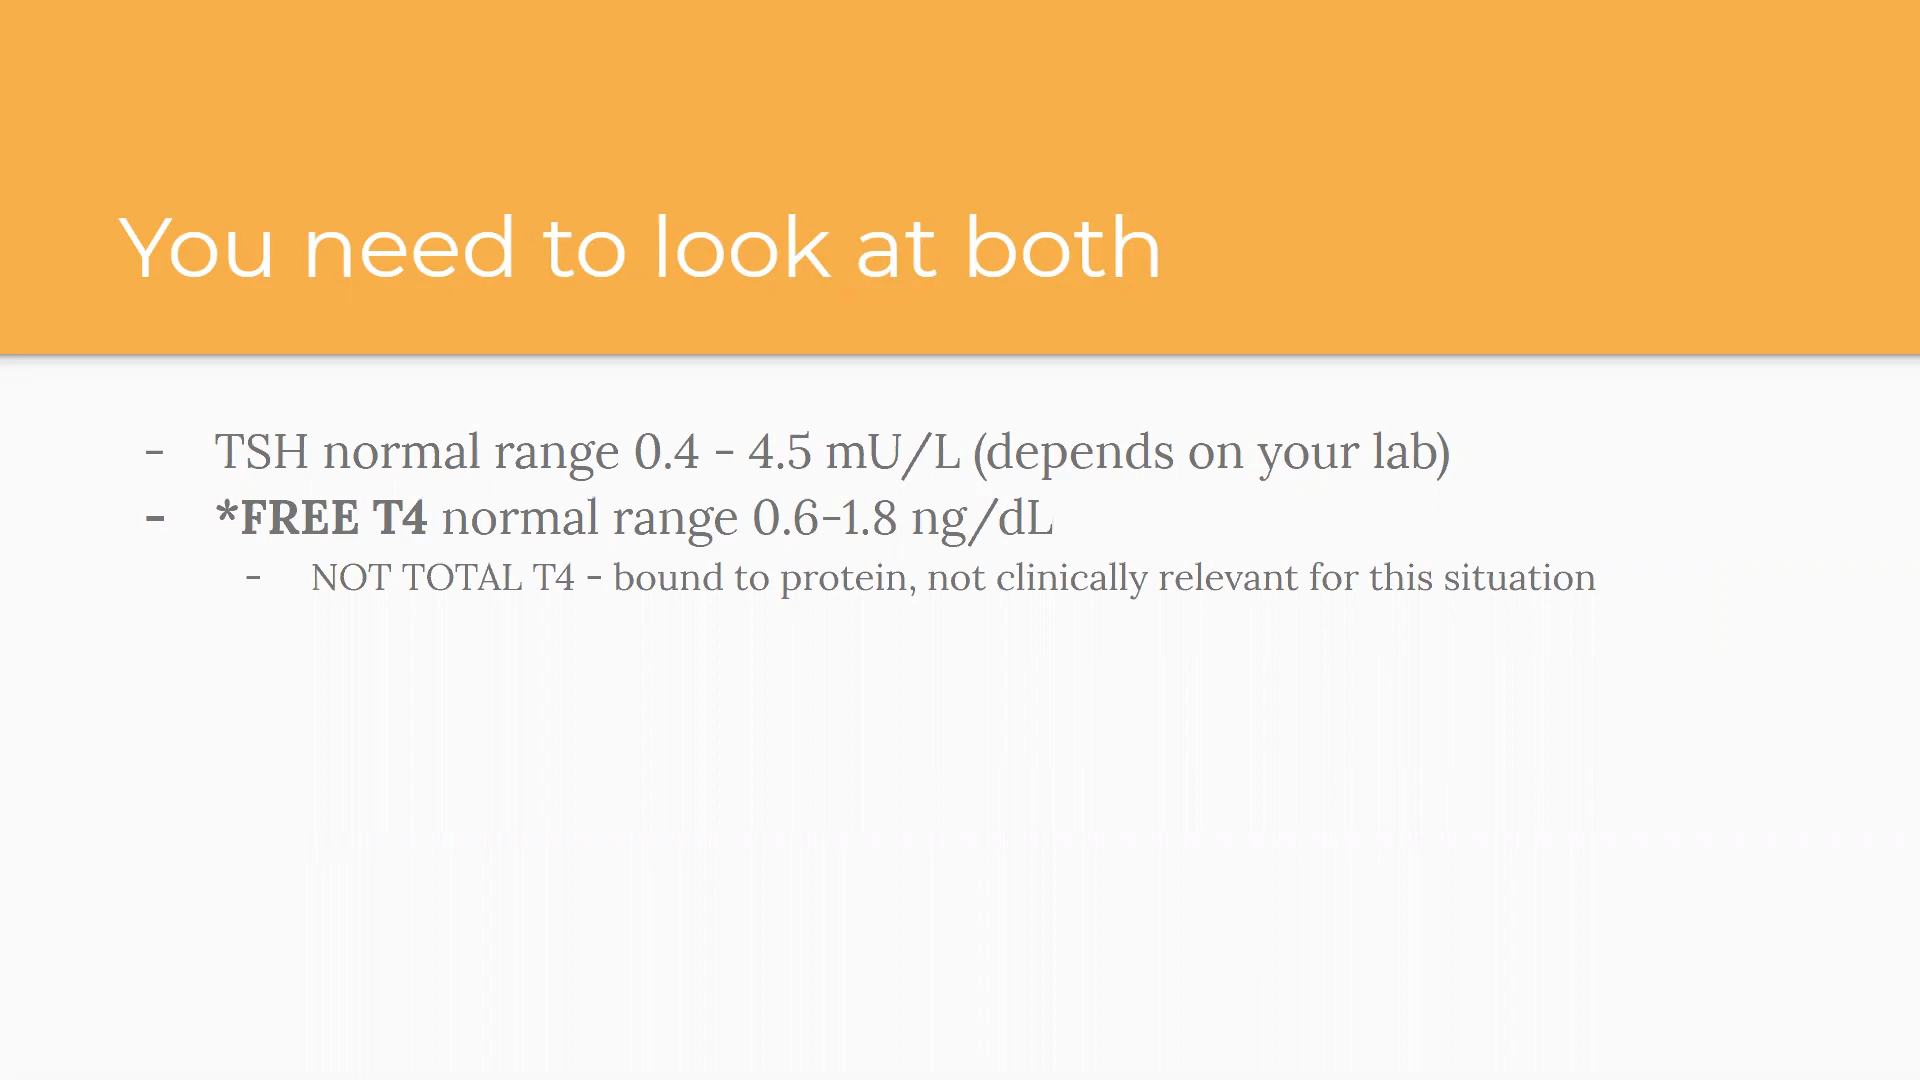 You need to look at both
- TSH normal range 0.4 - 4.5 mU/L (depends on your lab)
- *FREE T4 normal range 0.6-1.8 ng/dL
- NOT TOTAL T4 - bound to protein, not clinically relevant for this situation